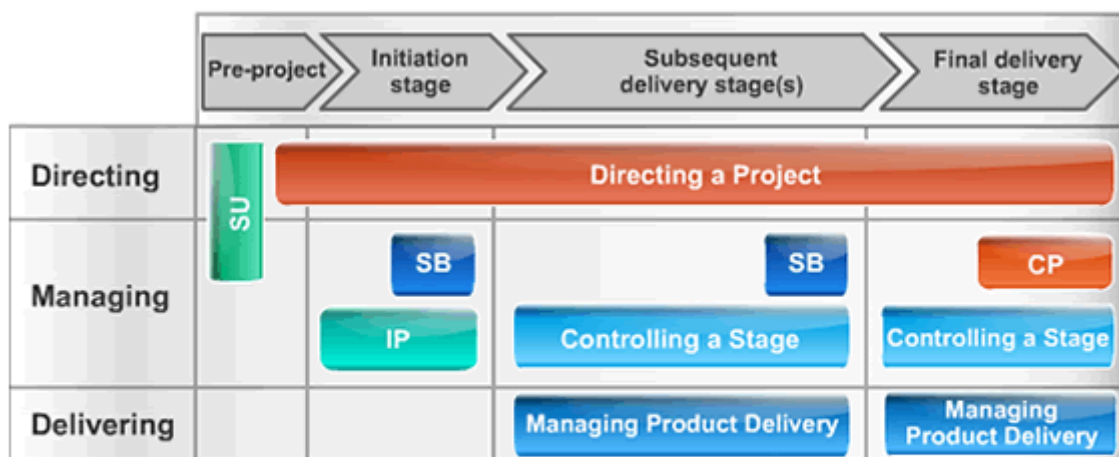 Pre-project
Initiation
stage
Subsequent
delivery stage(s)
Final delivery
stage
Directing
SU
Directing a Project
Managing
SB
SB
CP
IP
Controlling a Stage
Controlling a Stage
Delivering
Managing Product Delivery
Managing
Product Delivery